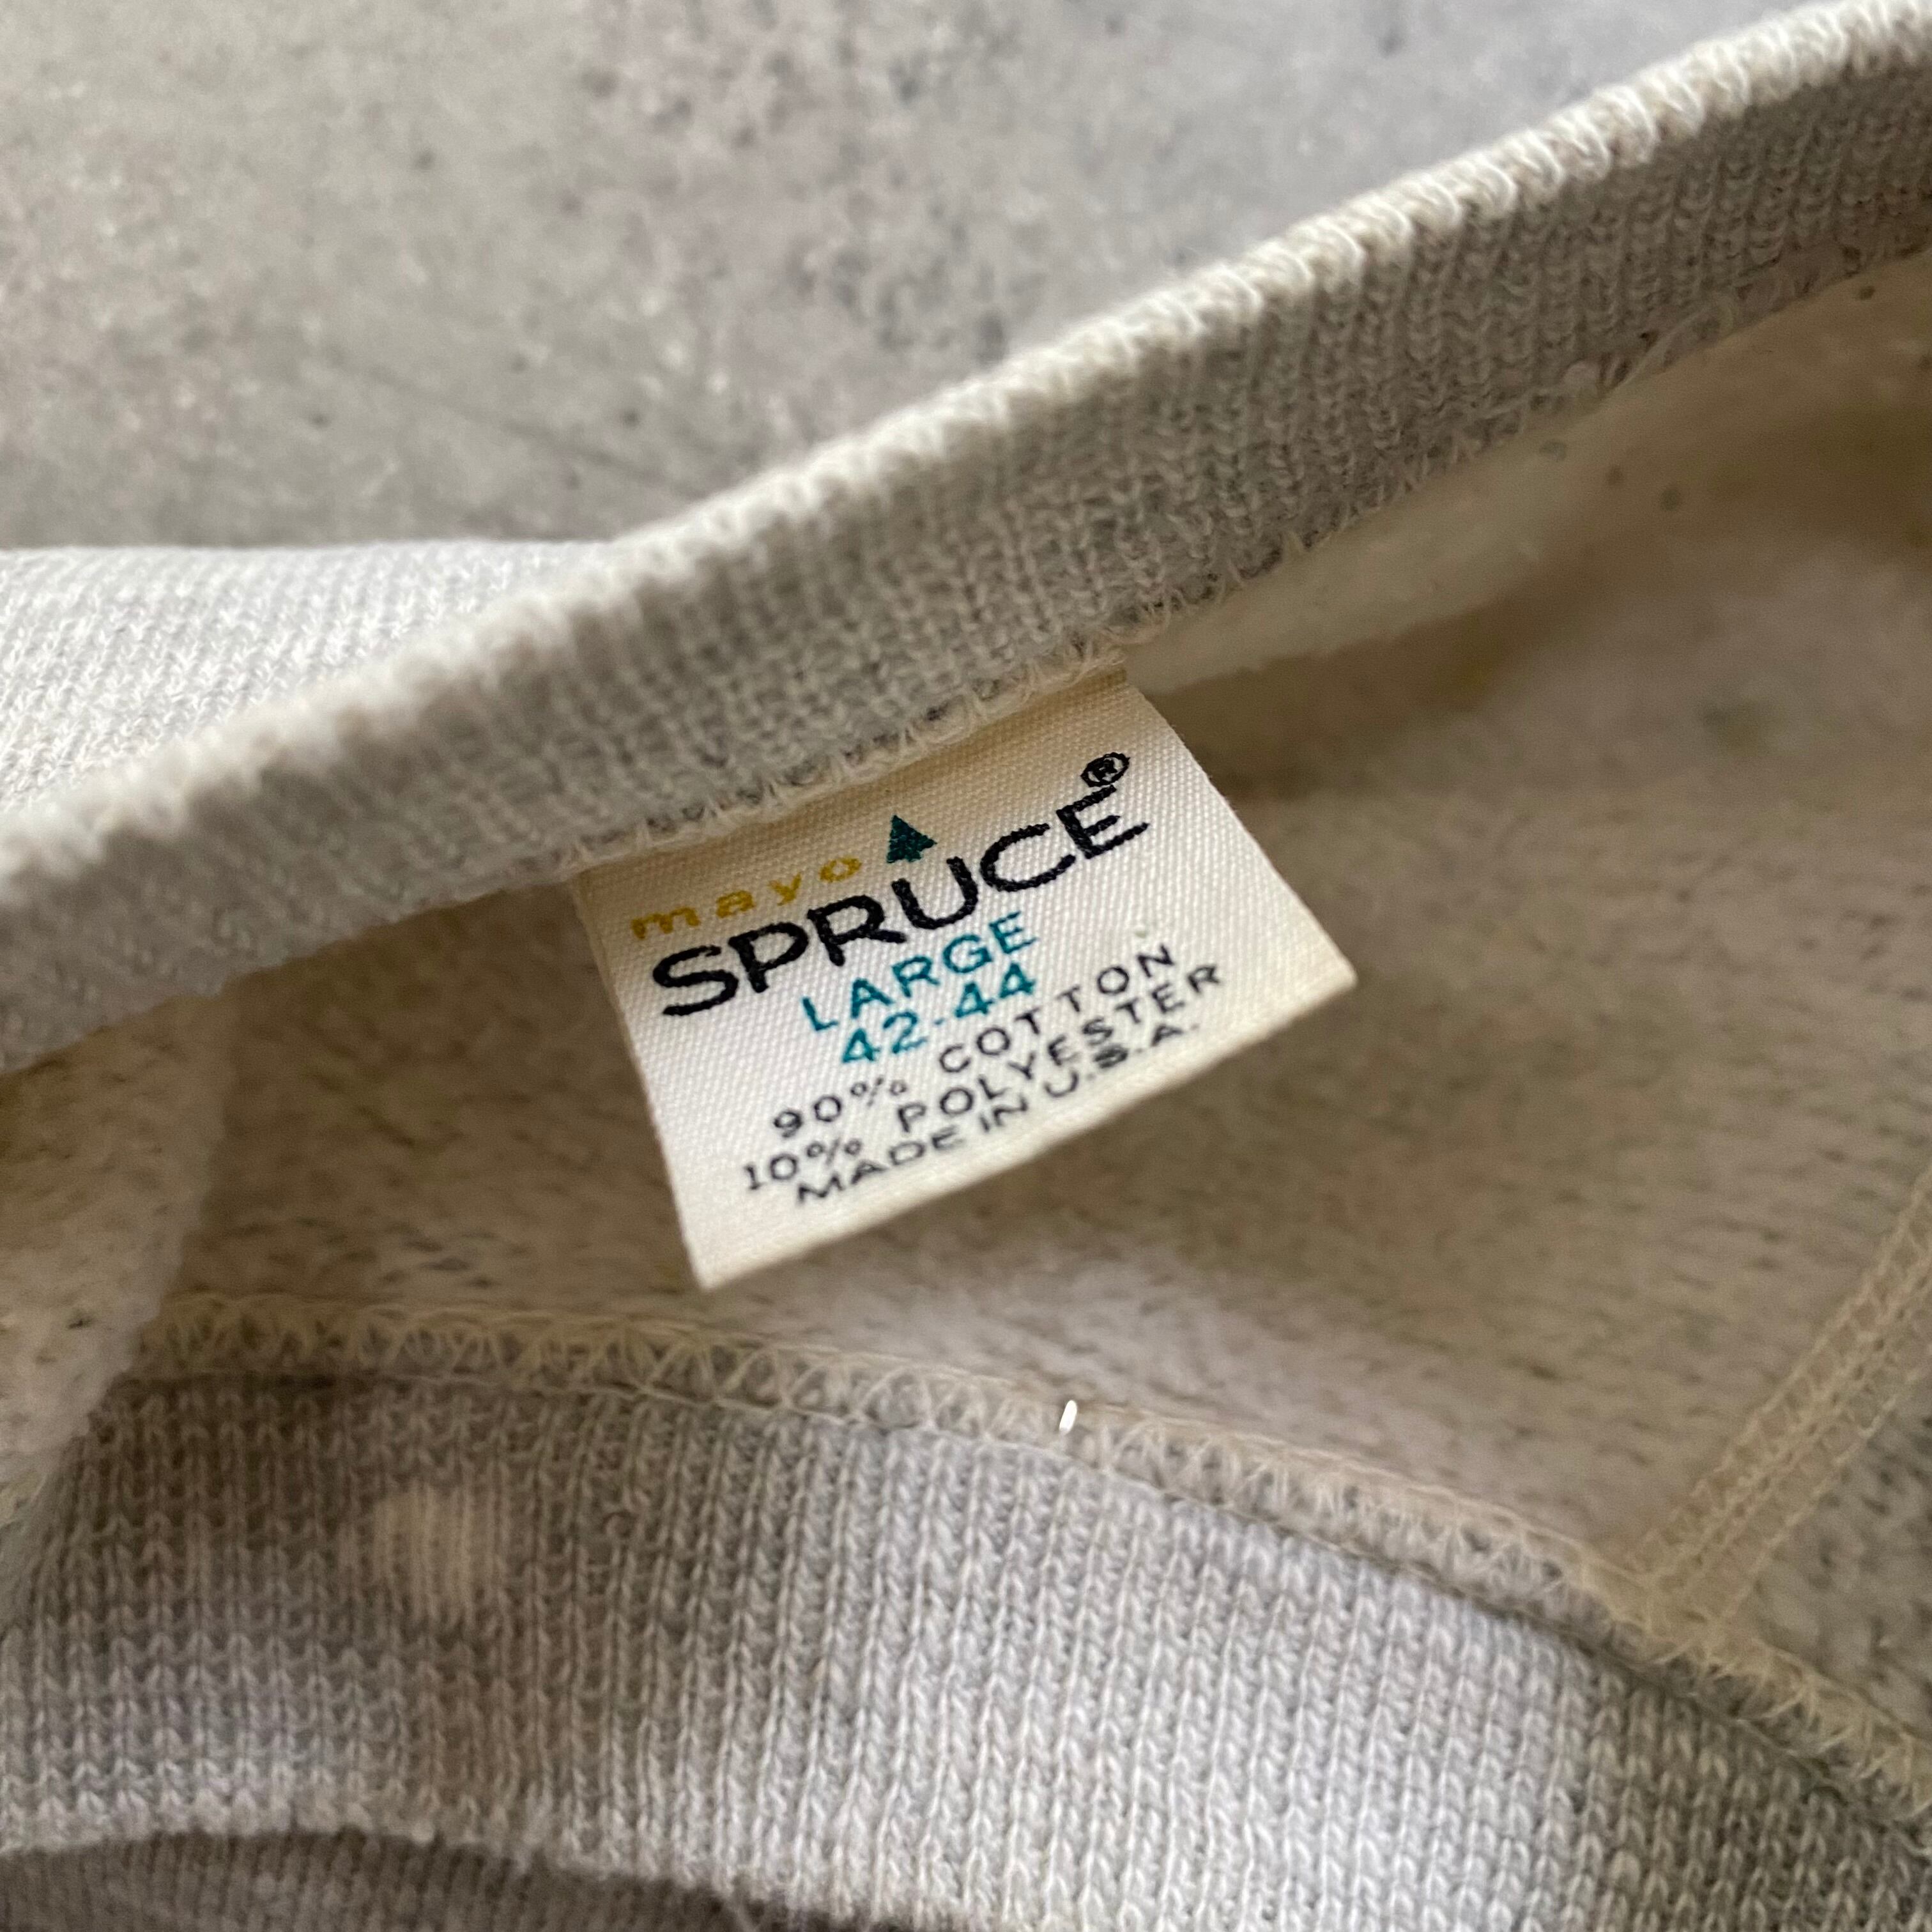 mayo
SPRUCE®
LARGE
42-44
90% COTTON
10% POLYESTER
MADE IN U.S.A.